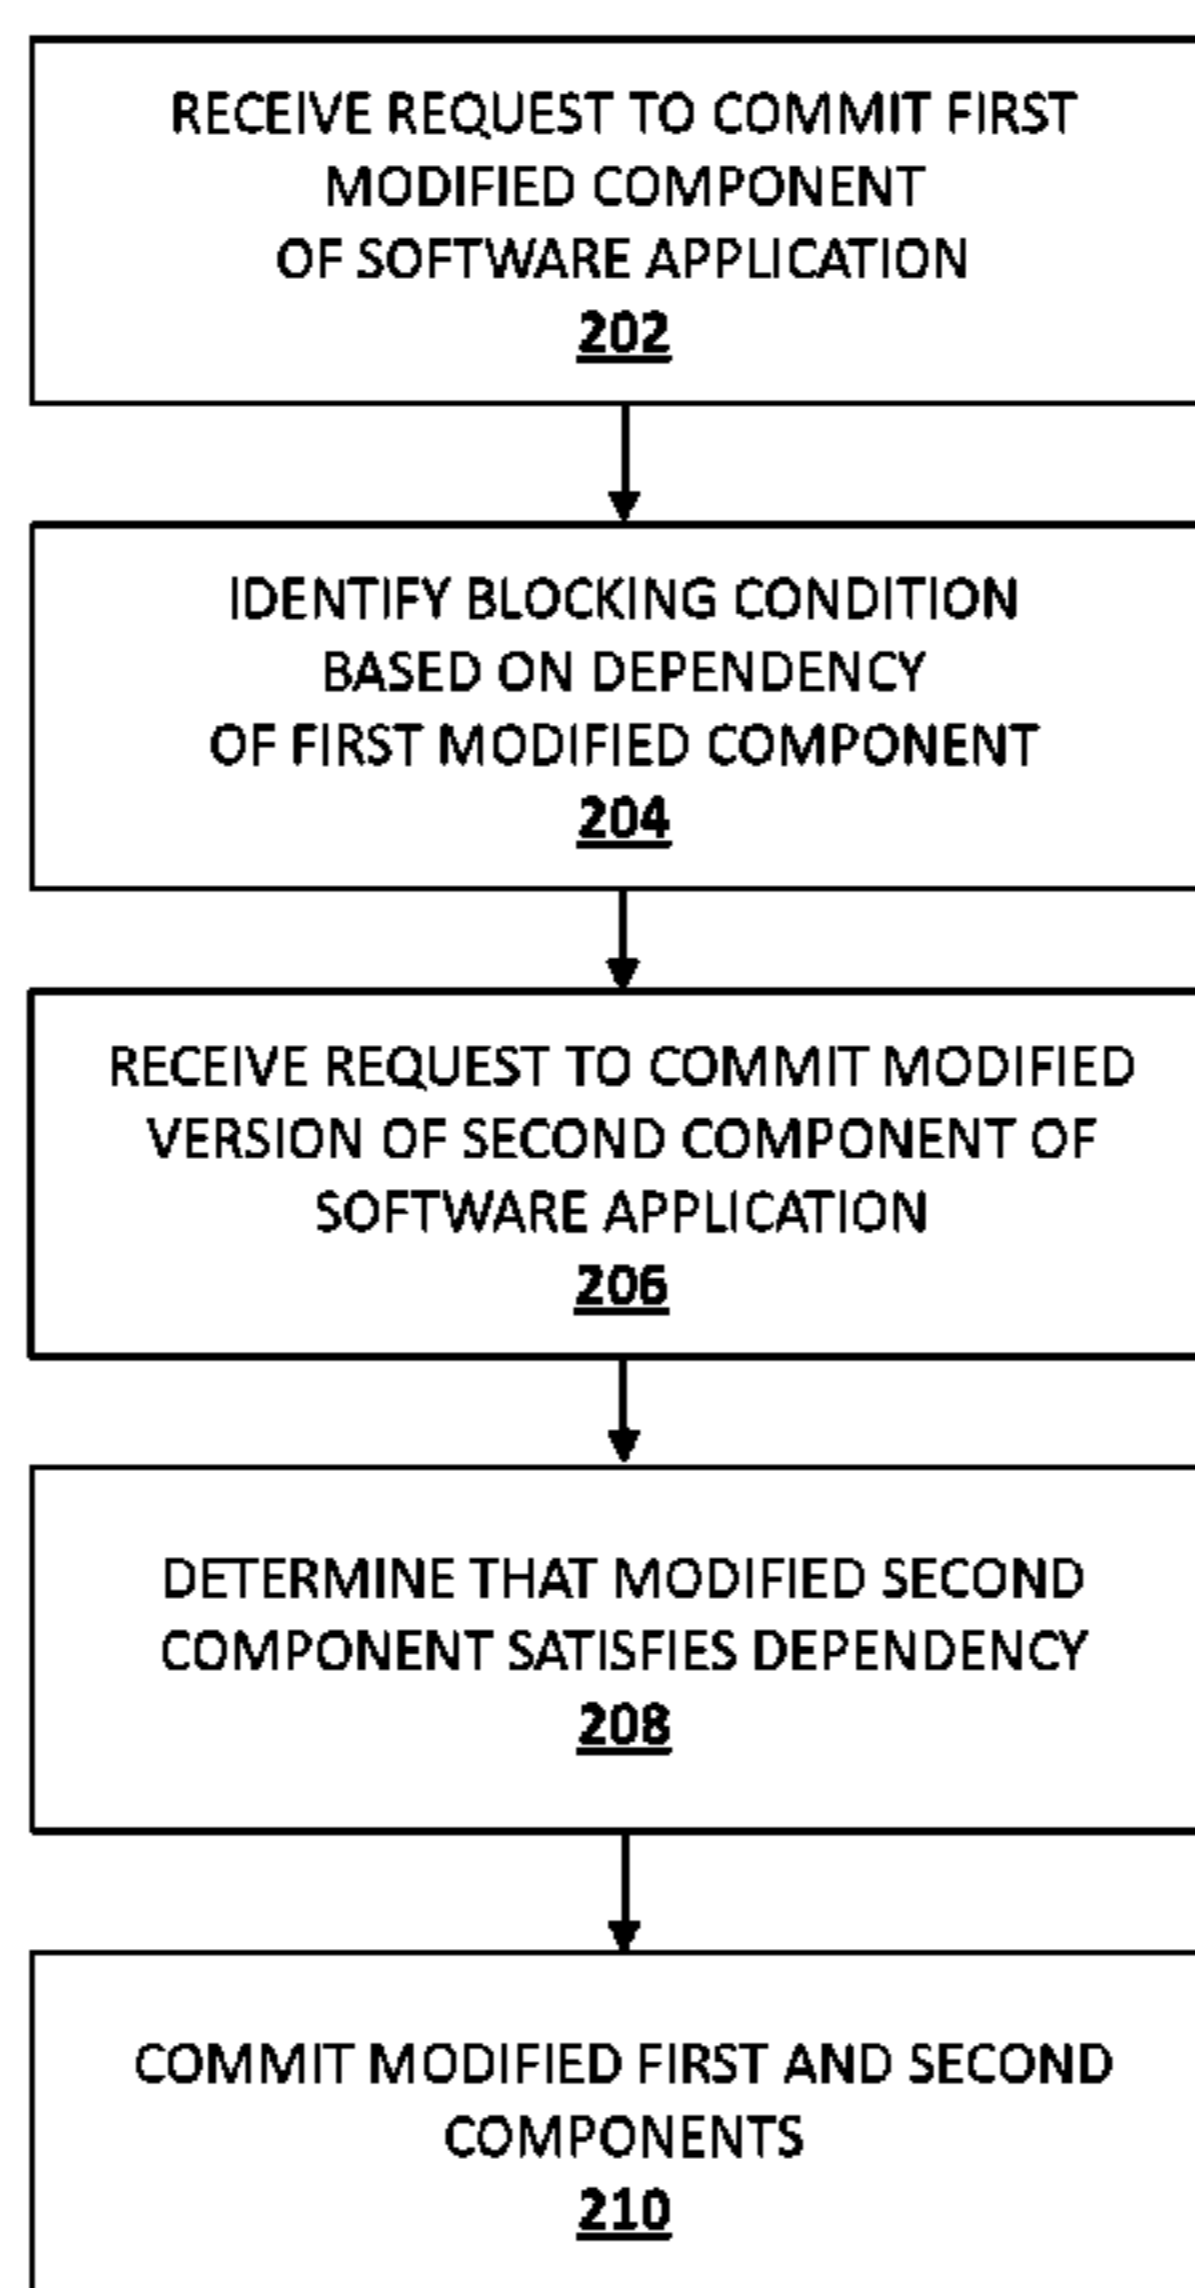 RECEIVE REQUEST TO COMMIT FIRST
MODIFIED COMPONENT
OF SOFTWARE APPLICATION
202
IDENTIFY BLOCKING CONDITION
BASED ON DEPENDENCY
OF FIRST MODIFIED COMPONENT
204
RECEIVE REQUEST TO COMMIT MODIFIED
VERSION OF SECOND COMPONENT OF
SOFTWARE APPLICATION
206
DETERMINE THAT MODIFIED SECOND
COMPONENT SATISFIES DEPENDENCY
208
COMMIT MODIFIED FIRST AND SECOND
COMPONENTS
210